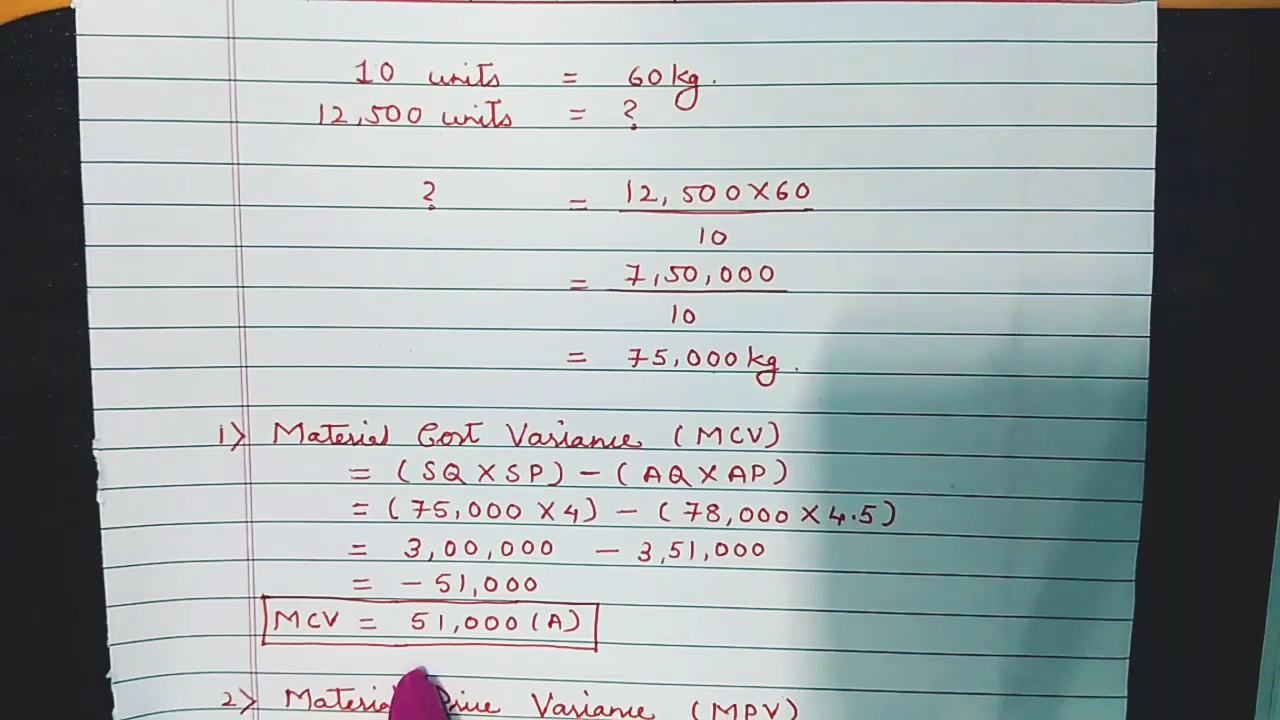 10 units = 60 kg.
12,500 units = ?
? = 12,500 X 60
10
= 7,50,000
10
= 75,000 kg.
1) Material Cost Variance (MCV)
= (SQ X SP) - (AQ X AP)
= (75,000 X 4) - (78,000 X 4.5)
= 3,00,000 - 3,51,000
= - 51,000
MCV = 51,000 (A)
2) Material Price Variance (MPV)